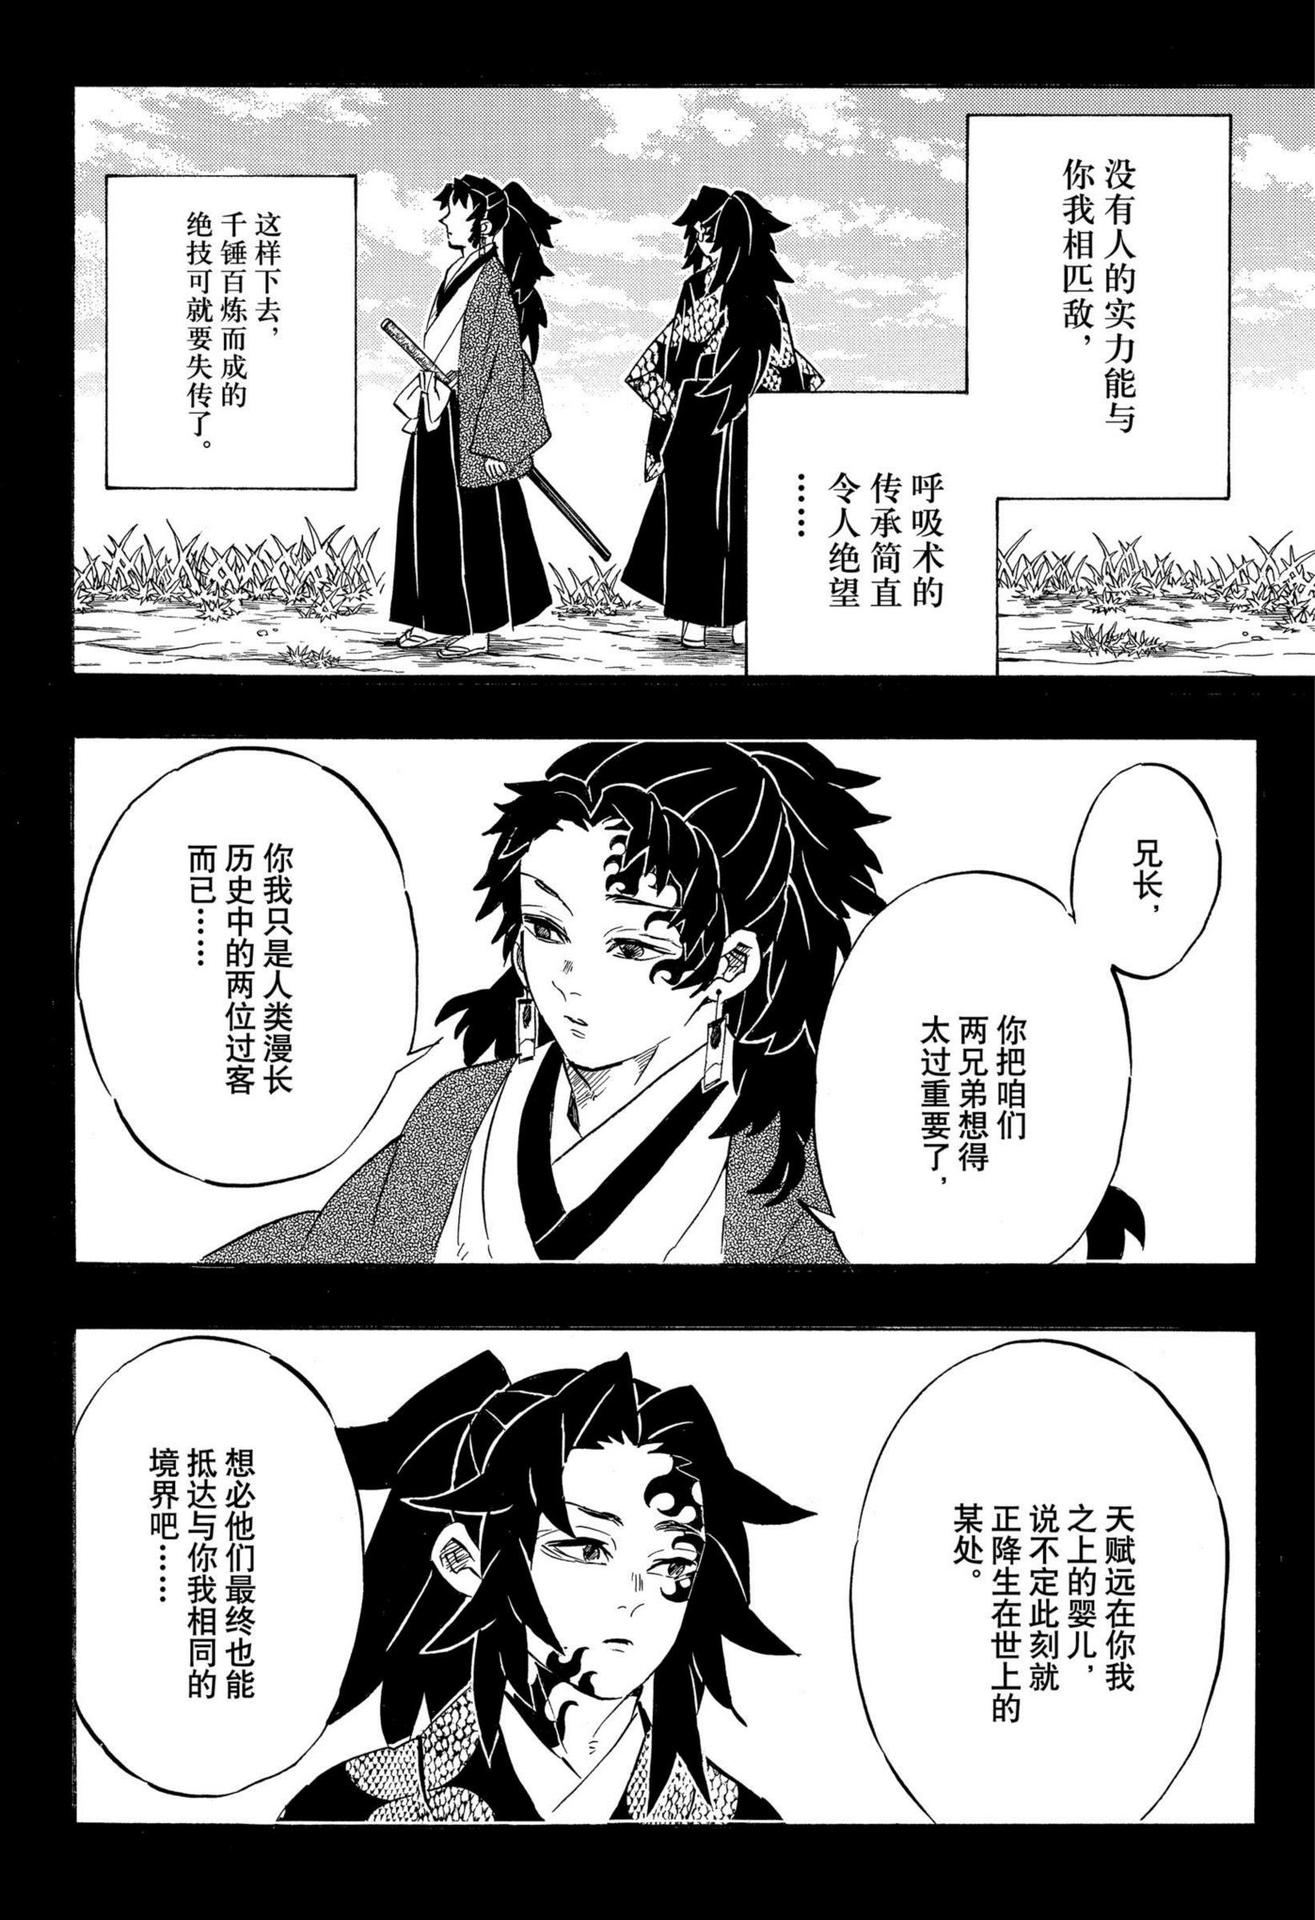 没有人的实力能与
你我相匹敌，
呼吸术的
传承简直
令人绝望
……
这样下去，
千锤百炼而成的
绝技可就要失传了。
兄长，
你把咱们
两兄弟想得
太过重要了，
你我只是人类漫长
历史中的两位过客
而已……
天赋远在你我
之上的婴儿，
说不定此刻就
正降生在世上的
某处。
想必他们最终也能
抵达与你我相同的
境界吧……